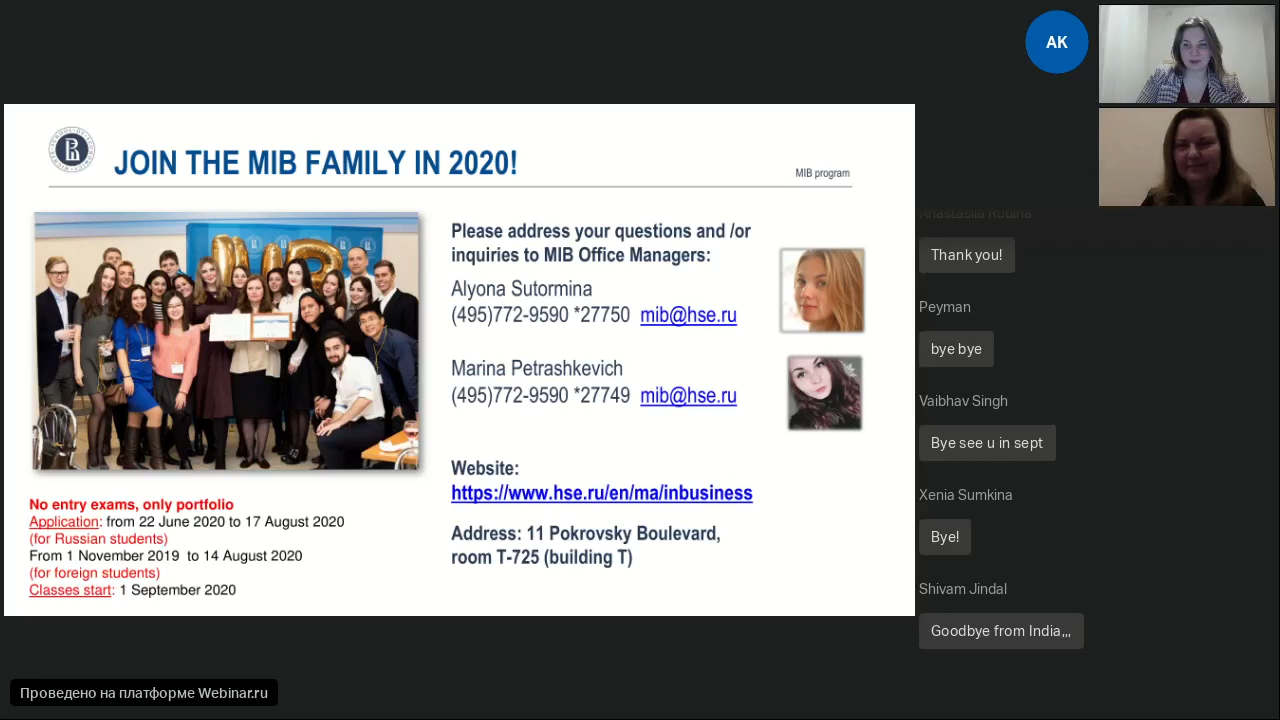 AK
JOIN THE MIB FAMILY IN 2020!
MIB program
Please address your questions and /or
inquiries to MIB Office Managers:
Alyona Sutormina
(495)772-9590 *27750 mib@hse.ru
Marina Petrashkevich
(495)772-9590 *27749 mib@hse.ru
Website:
https://www.hse.ru/en/ma/inbusiness
Address: 11 Pokrovsky Boulevard,
room T-725 (building T)
No entry exams, only portfolio
Application: from 22 June 2020 to 17 August 2020
(for Russian students)
From 1 November 2019 to 14 August 2020
(for foreign students)
Classes start: 1 September 2020
Thank you!
Peyman
bye bye
Vaibhav Singh
Bye see u in sept
Xenia Sumkina
Bye!
Shivam Jindal
Goodbye from India,,,
Проведено на платформе Webinar.ru